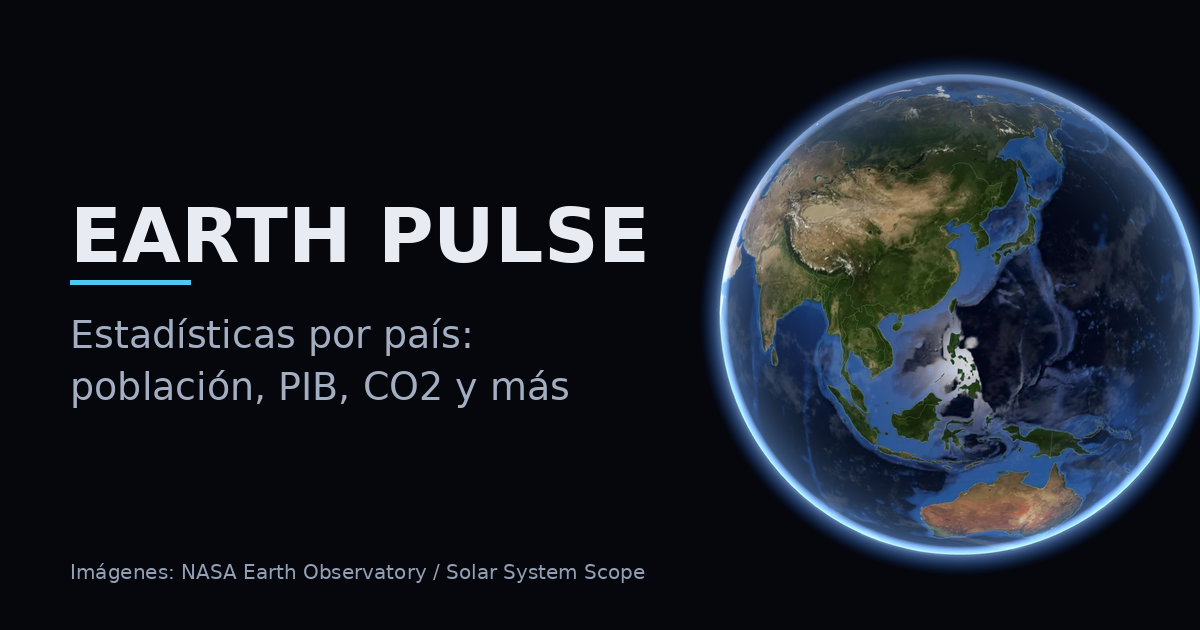 EARTH PULSE
Estadísticas por país:
población, PIB, CO2 y más
Imágenes: NASA Earth Observatory / Solar System Scope